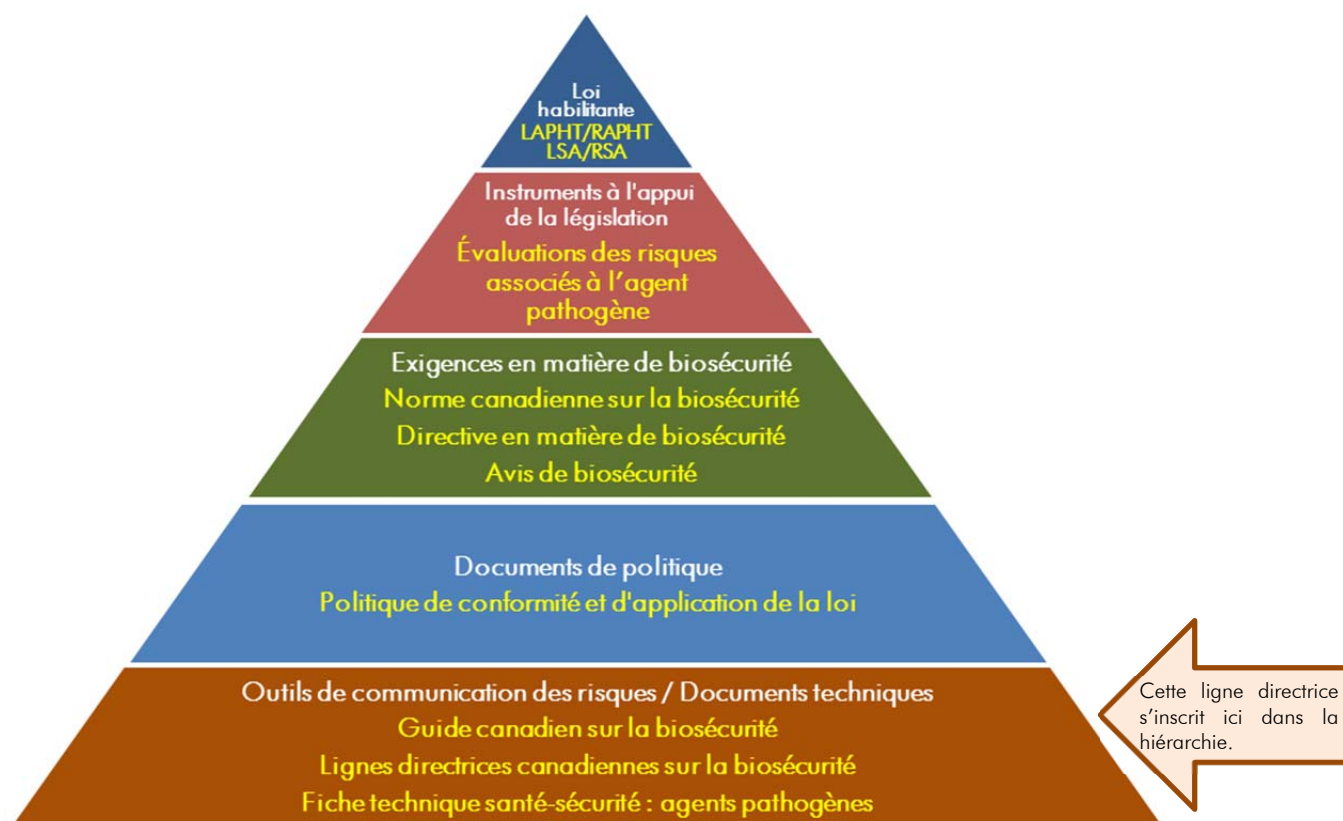 Loi
habilitante
LAPHT/RAPHT
LSA/RSA
Instruments à l'appui
de la législation
Évaluations des risques
associés à l’agent
pathogène
Exigences en matière de biosécurité
Norme canadienne sur la biosécurité
Directive en matière de biosécurité
Avis de biosécurité
Documents de politique
Politique de conformité et d'application de la loi
Outils de communication des risques / Documents techniques
Guide canadien sur la biosécurité
Lignes directrices canadiennes sur la biosécurité
Fiche technique santé-sécurité : agents pathogènes
Cette ligne directrice
s’inscrit ici dans la
hiérarchie.